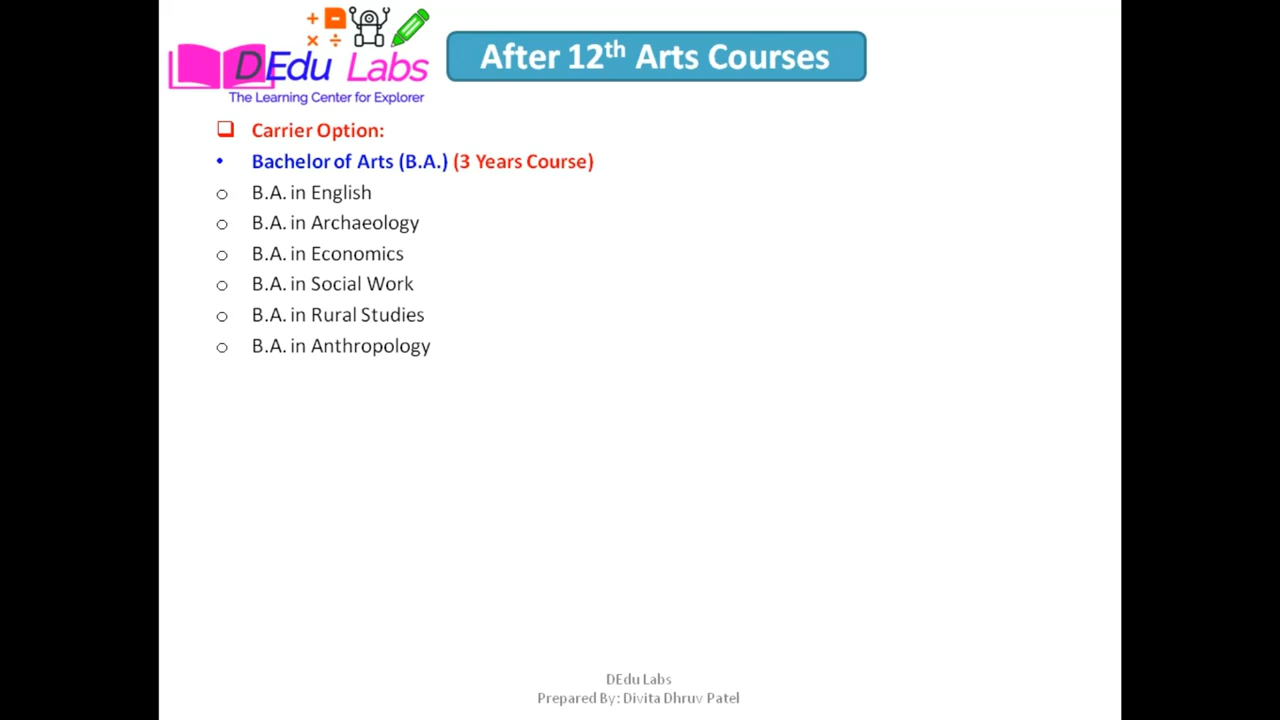 DEdu Labs
The Learning Center for Explorer
After 12th Arts Courses
Carrier Option:
Bachelor of Arts (B.A.) (3 Years Course)
B.A. in English
B.A. in Archaeology
B.A. in Economics
B.A. in Social Work
B.A. in Rural Studies
B.A. in Anthropology
DEdu Labs
Prepared By: Divita Dhruv Patel